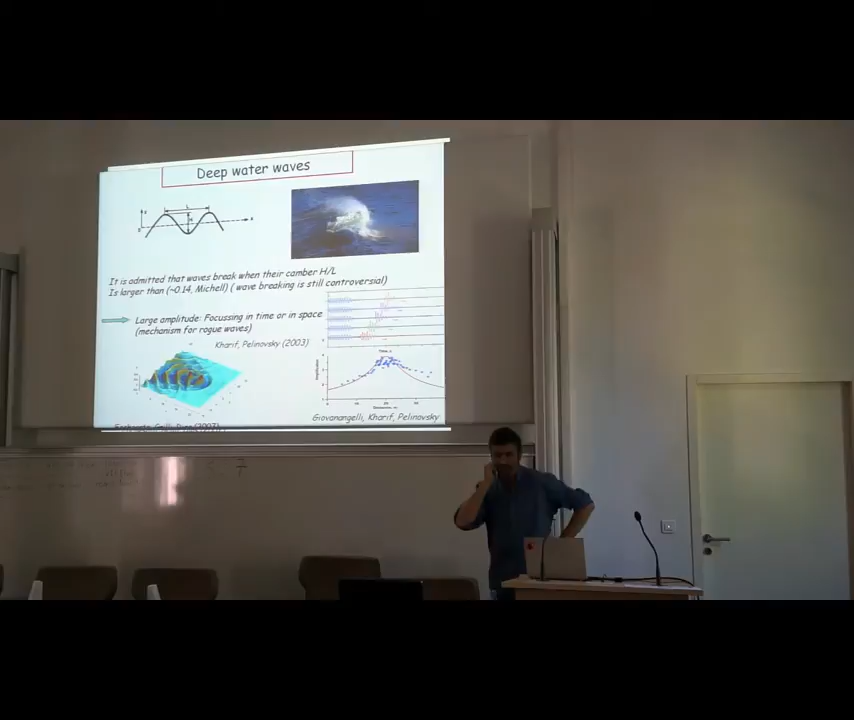 Deep water waves
It is admitted that waves break when their camber H/L
Is larger than (~0.14, Michell) ( wave breaking is still controversial)
Large amplitude: Focussing in time or in space
(mechanism for rogue waves)
Kharif, Pelinovsky (2003)
Giovanangelli, Kharif, Pelinovsky